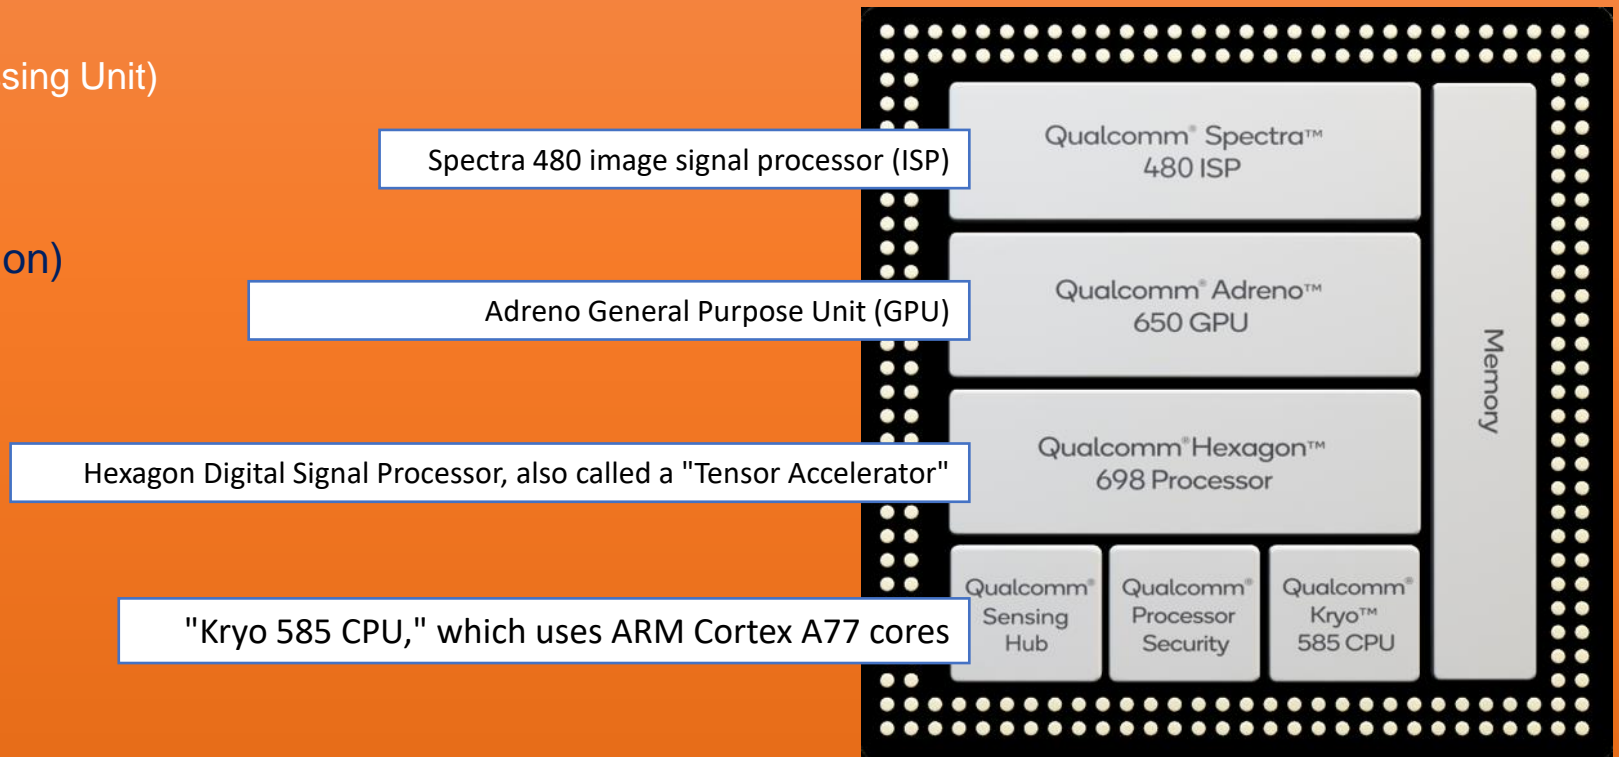 sing Unit)
Spectra 480 image signal processor (ISP)
on)
Adreno General Purpose Unit (GPU)
Hexagon Digital Signal Processor, also called a "Tensor Accelerator"
"Kryo 585 CPU," which uses ARM Cortex A77 cores
Qualcomm® Spectra™
480 ISP
Qualcomm® Adreno™
650 GPU
Qualcomm® Hexagon™
698 Processor
Qualcomm®
Sensing
Hub
Qualcomm®
Processor
Security
Qualcomm®
Kryo™
585 CPU
Memory